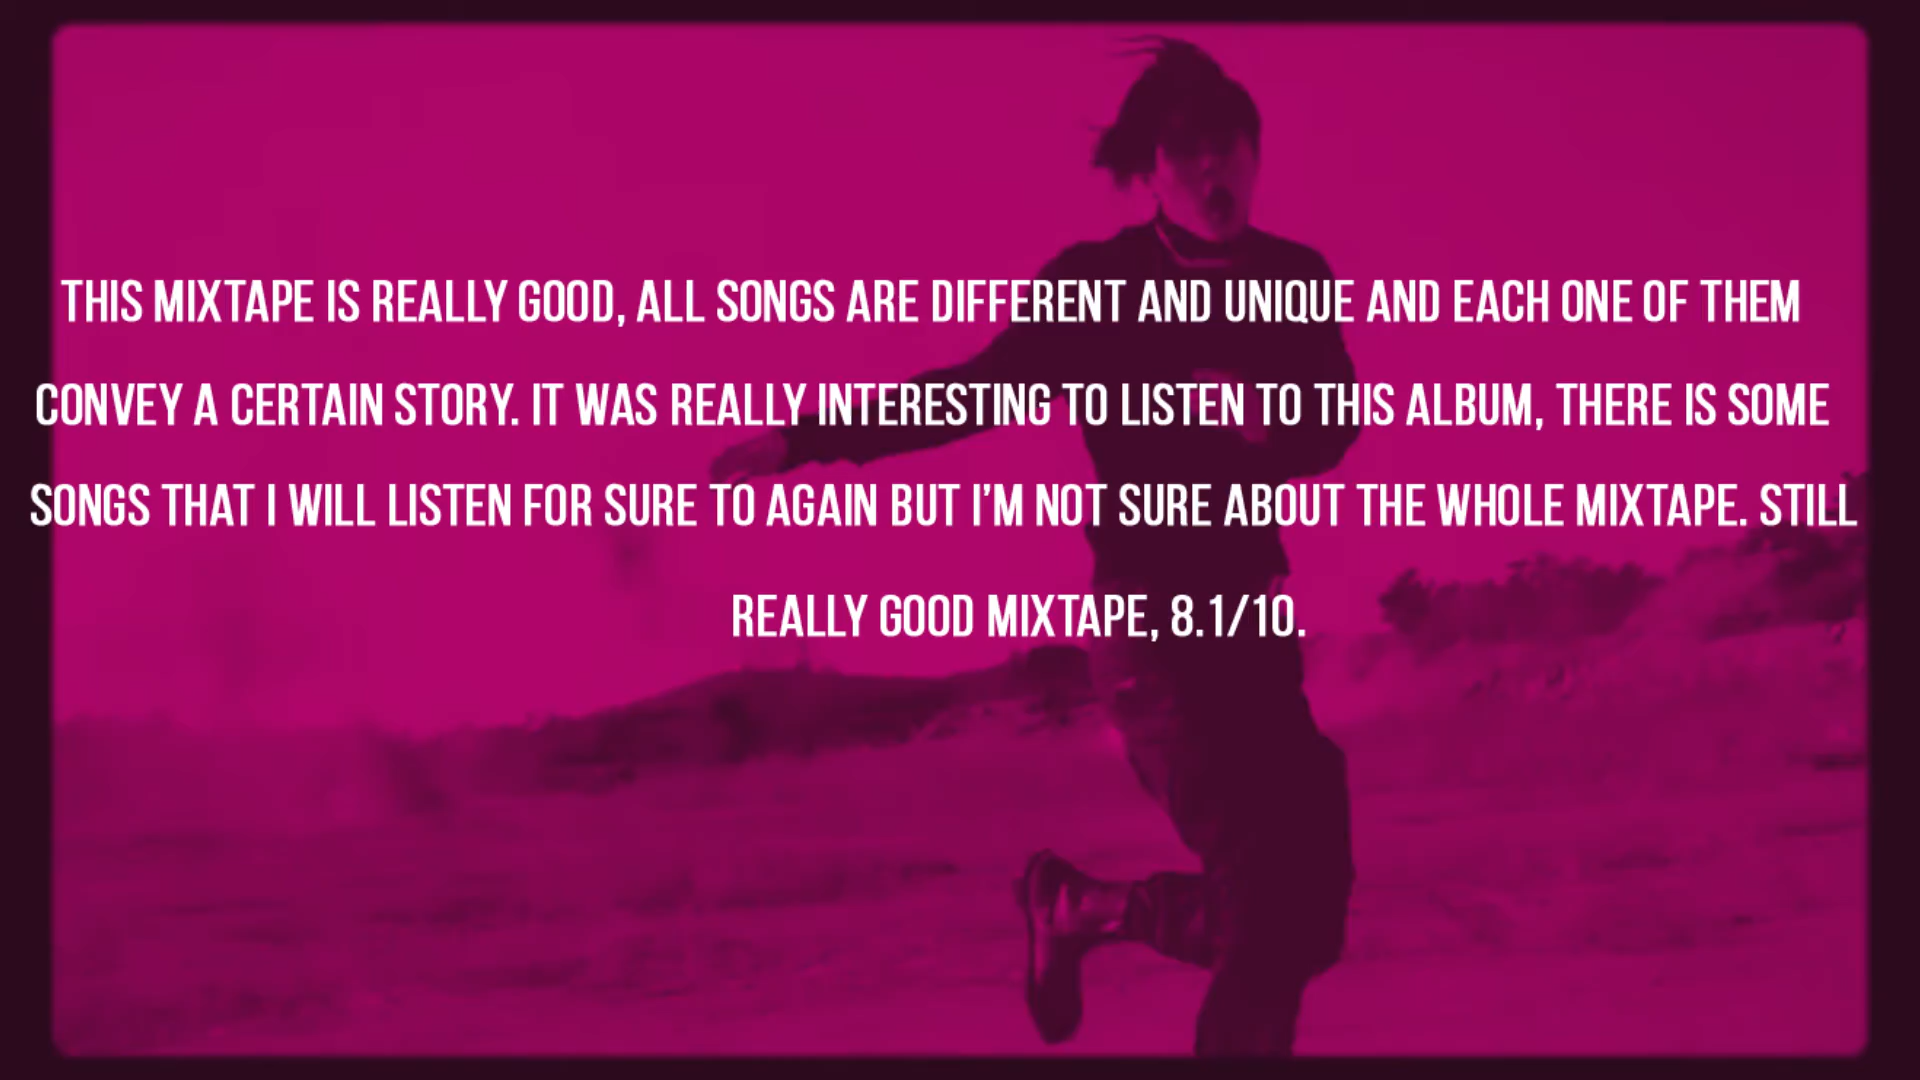 THIS MIXTAPE IS REALLY GOOD, ALL SONGS ARE DIFFERENT AND UNIQUE AND EACH ONE OF THEM
CONVEY A CERTAIN STORY. IT WAS REALLY INTERESTING TO LISTEN TO THIS ALBUM, THERE IS SOME
SONGS THAT I WILL LISTEN FOR SURE TO AGAIN BUT I'M NOT SURE ABOUT THE WHOLE MIXTAPE. STILL
REALLY GOOD MIXTAPE, 8.1/10.